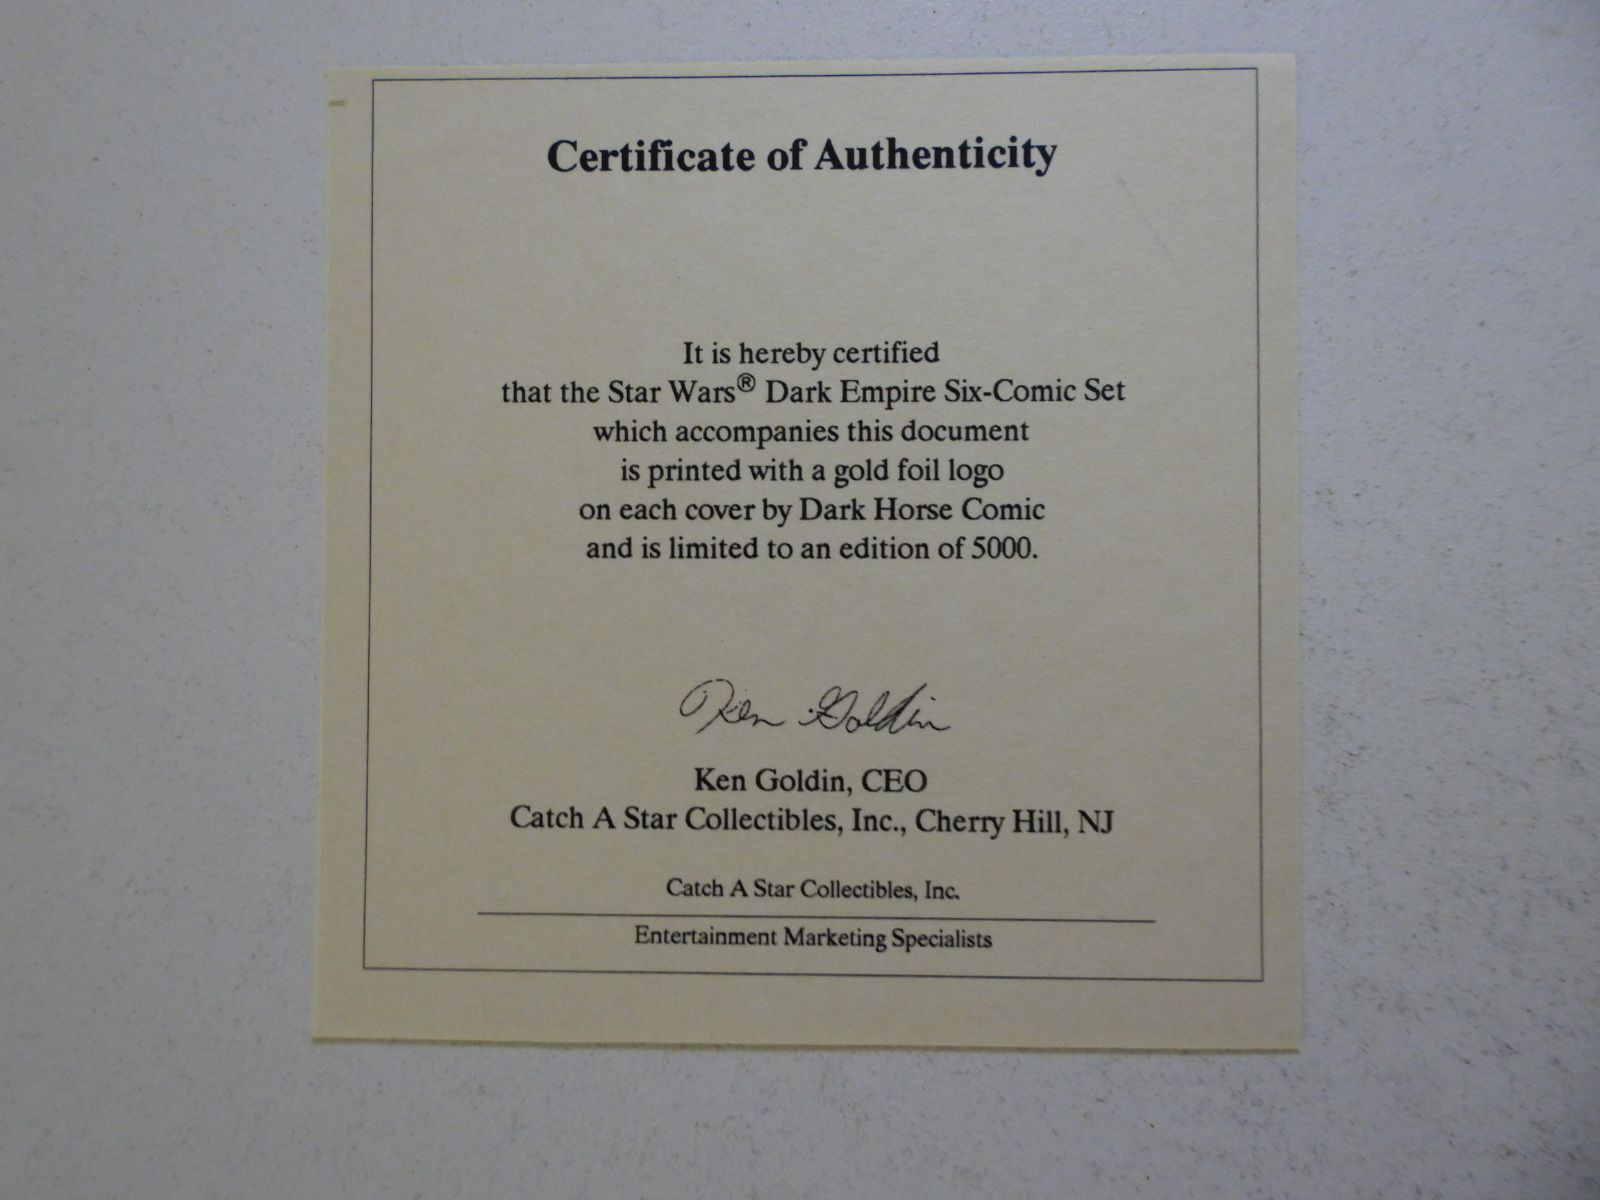 Certificate of Authenticity
It is hereby certified
that the Star Wars® Dark Empire Six-Comic Set
which accompanies this document
is printed with a gold foil logo
on each cover by Dark Horse Comic
and is limited to an edition of 5000.
Ken Goldin
Ken Goldin, CEO
Catch A Star Collectibles, Inc., Cherry Hill, NJ
Catch A Star Collectibles, Inc.
Entertainment Marketing Specialists